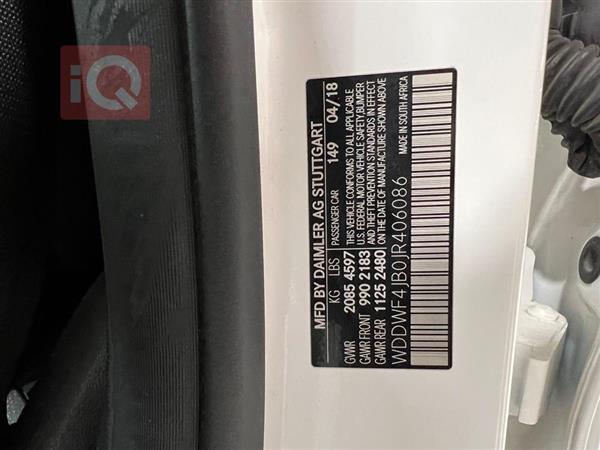 iQ
MFD BY DAIMLER AG STUTTGART
KG LBS PASSENGER CAR 149 04/18
GVWR 2085 4597 THIS VEHICLE CONFORMS TO ALL APPLICABLE
GAWR FRONT 990 2183 U.S. FEDERAL MOTOR VEHICLE SAFETY, BUMPER
AND THEFT PREVENTION STANDARDS IN EFFECT
GAWR REAR 1125 2480 ON THE DATE OF MANUFACTURE SHOWN ABOVE
WDDWF4JB0JR406086 MADE IN SOUTH AFRICA